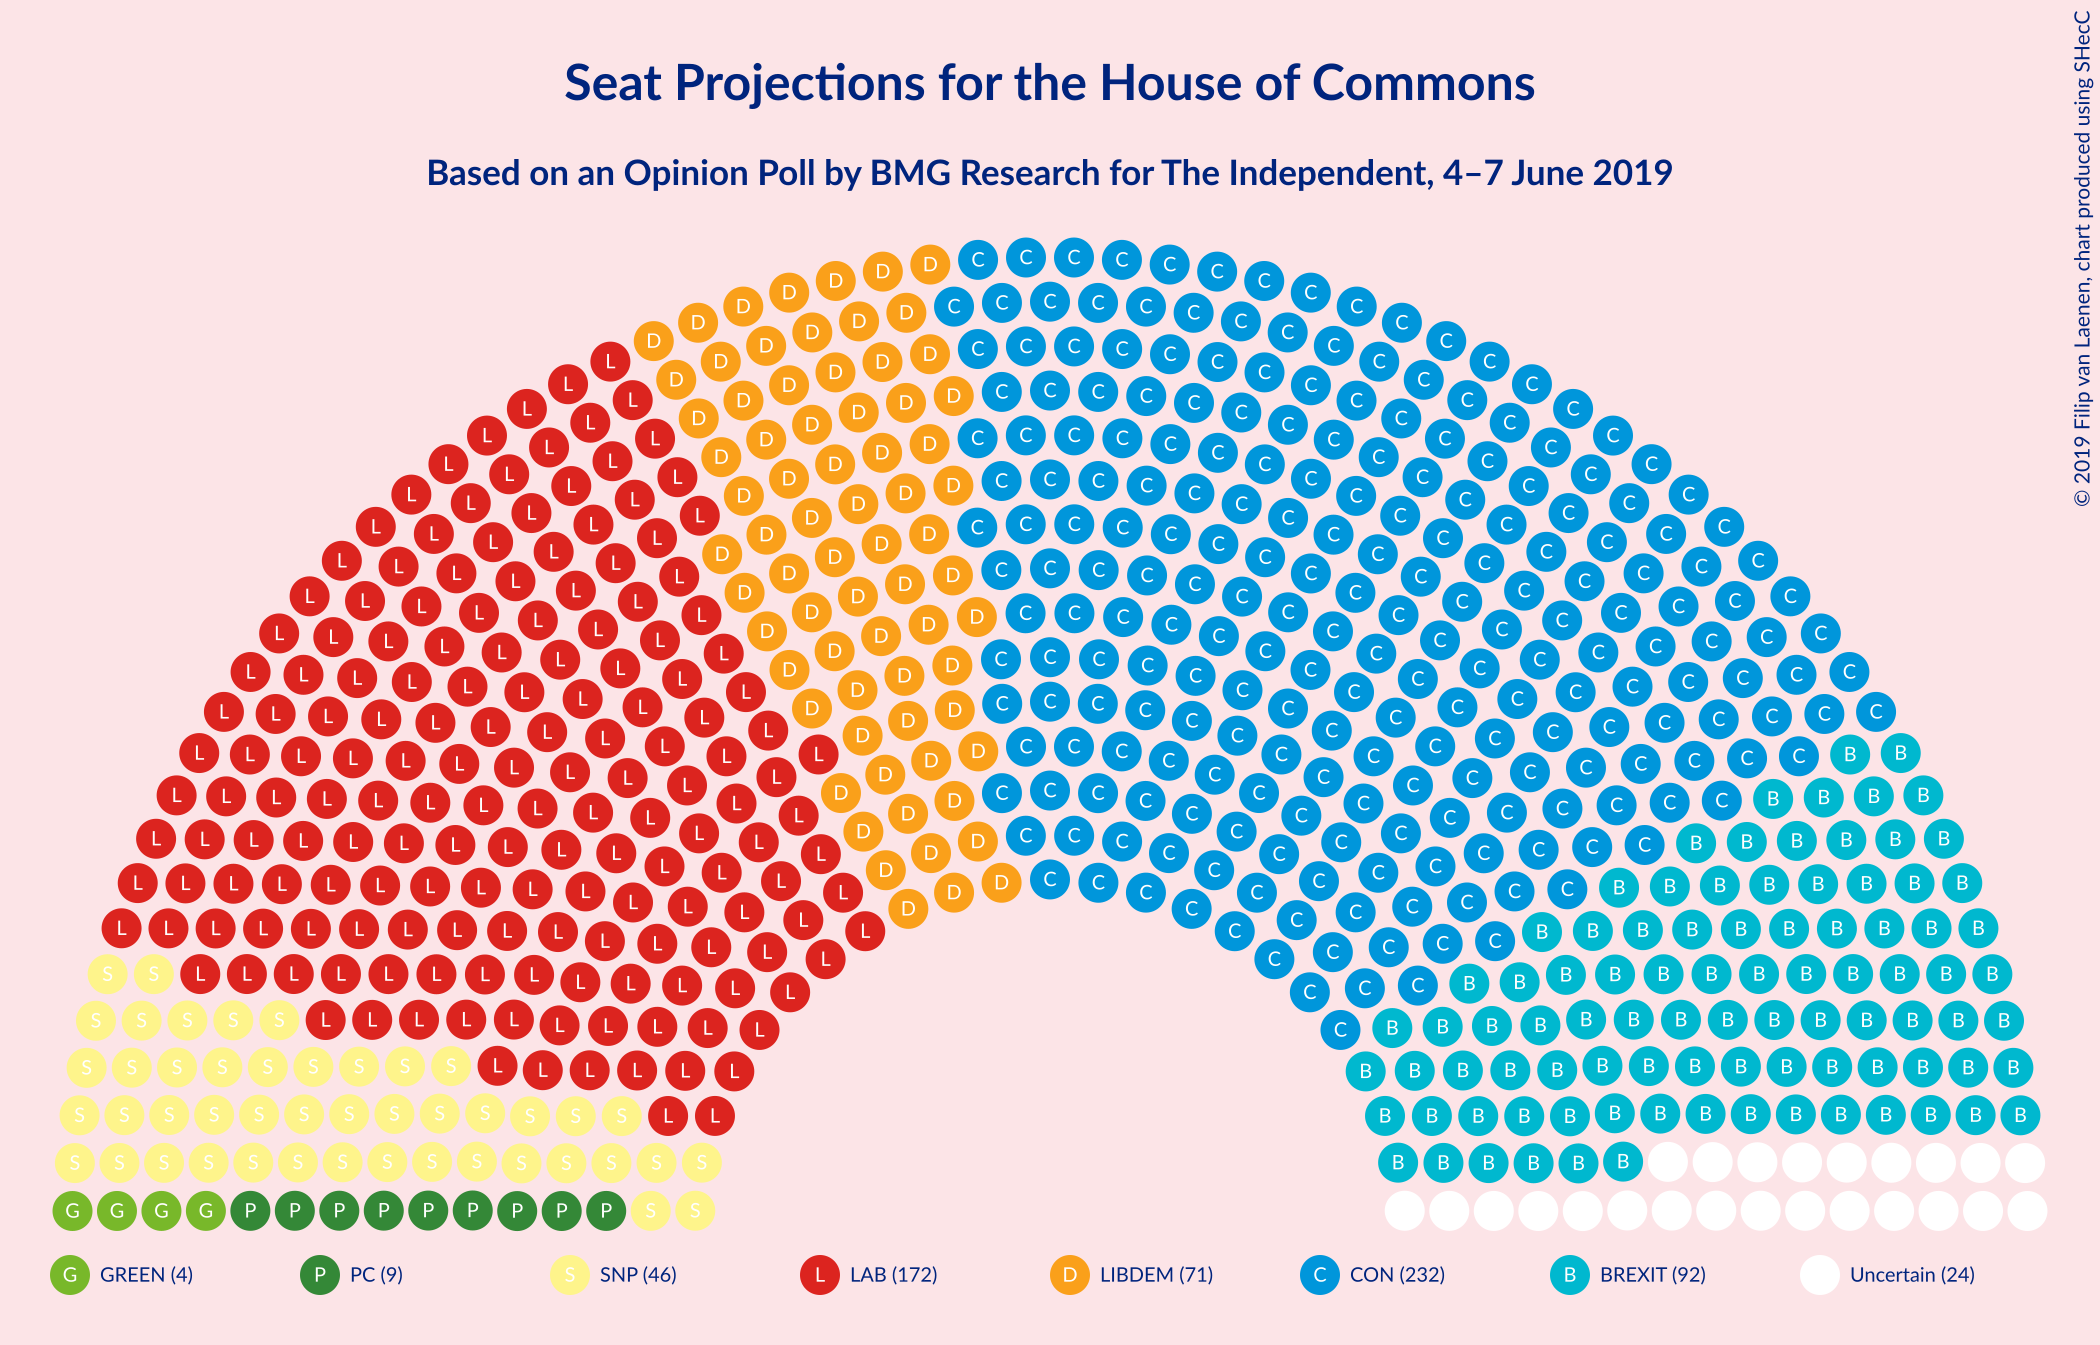 Seat Projections for the House of Commons
Based on an Opinion Poll by BMG Research for The Independent, 4–7 June 2019
© 2019 Filip van Laenen, chart produced using SHecC
G GREEN (4) P PC (9) S SNP (46) L LAB (172) D LIBDEM (71) C CON (232) B BREXIT (92) Uncertain (24)